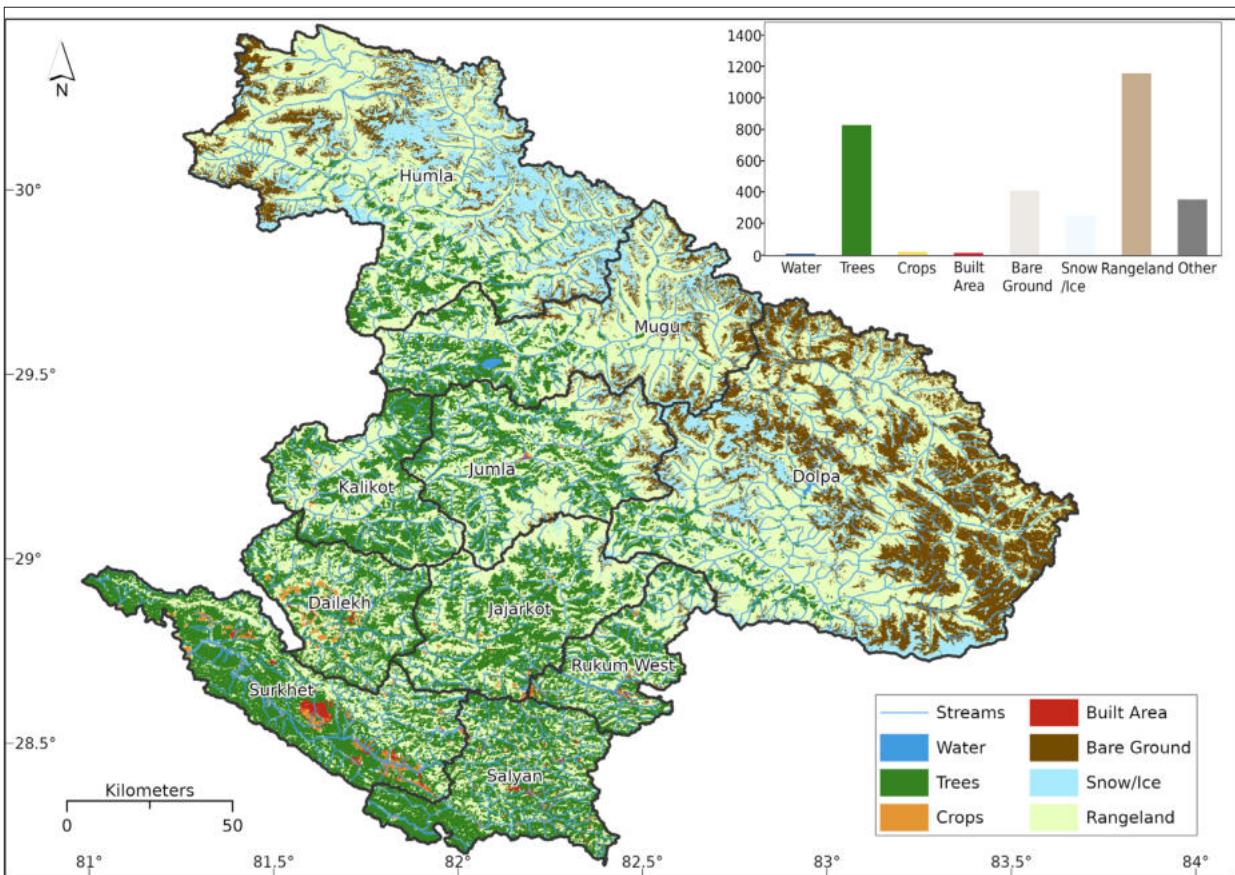 N
1400
1200
1000
800
600
400
200
0
Water
Trees
Crops
Built
Area
Bare
Ground
Snow
/Ice
Rangeland
Other
30°
29.5°
29°
28.5°
Humla
Mugu
Dolpa
Jumla
Kalikot
Dailekh
Jajarkot
Rukum West
Surkhet
Salyan
Kilometers
0 50
Streams
Water
Trees
Crops
Built Area
Bare Ground
Snow/Ice
Rangeland
81° 81.5° 82° 82.5° 83° 83.5° 84°